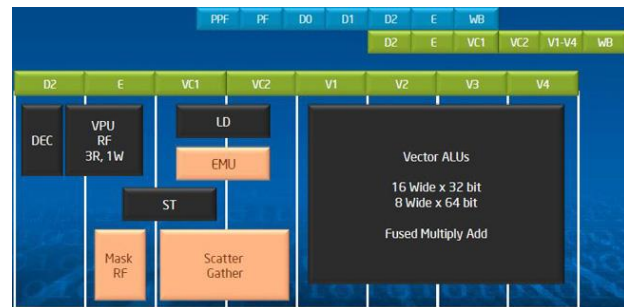 PPF PF D0 D1 D2 E WB
D2 E VC1 VC2 V1-V4 WB
D2 E VC1 VC2 V1 V2 V3 V4
DEC
VPU
RF
3R, 1W
LD
EMU
ST
Mask
RF
Scatter
Gather
Vector ALUs
16 Wide x 32 bit
8 Wide x 64 bit
Fused Multiply Add